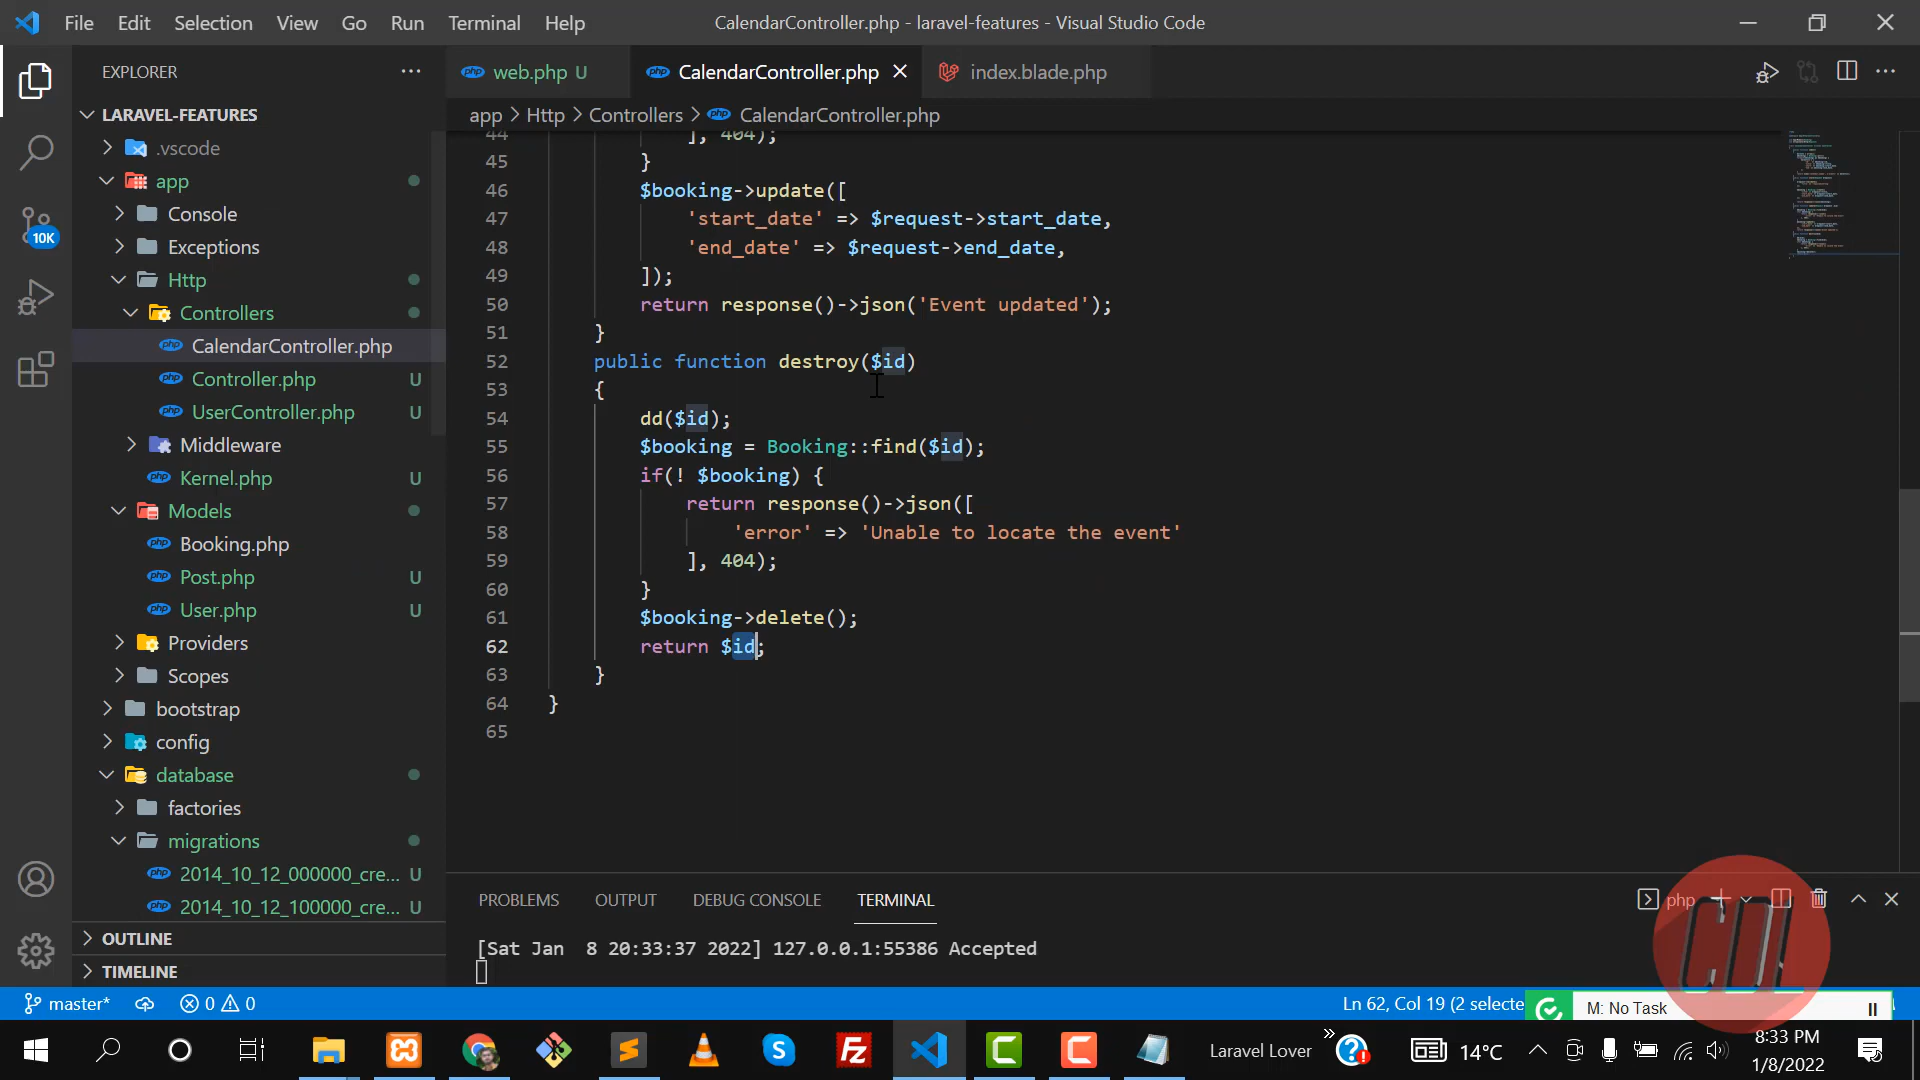 File Edit Selection View Go Run Terminal Help
CalendarController.php - laravel-features - Visual Studio Code
EXPLORER
LARAVEL-FEATURES
.vscode
app
Console
Exceptions
Http
Controllers
CalendarController.php
Controller.php U
UserController.php U
Middleware
Kernel.php U
Models
Booking.php
Post.php U
User.php U
Providers
Scopes
bootstrap
config
database
factories
migrations
2014_10_12_000000_cre... U
2014_10_12_100000_cre... U
OUTLINE
TIMELINE
10K
web.php U
CalendarController.php
index.blade.php
app > Http > Controllers > CalendarController.php
44 ], 404);
45 }
46 $booking->update([
47 'start_date' => $request->start_date,
48 'end_date' => $request->end_date,
49 ]);
50 return response()->json('Event updated');
51 }
52 public function destroy($id)
53 {
54 dd($id);
55 $booking = Booking::find($id);
56 if(! $booking) {
57 return response()->json([
58 'error' => 'Unable to locate the event'
59 ], 404);
60 }
61 $booking->delete();
62 return $id;
63 }
64 }
65
PROBLEMS OUTPUT DEBUG CONSOLE TERMINAL
php
[Sat Jan  8 20:33:37 2022] 127.0.0.1:55386 Accepted
master* 0 0
Ln 62, Col 19 (2 selecte
M: No Task
Laravel Lover
14°C
8:33 PM
1/8/2022